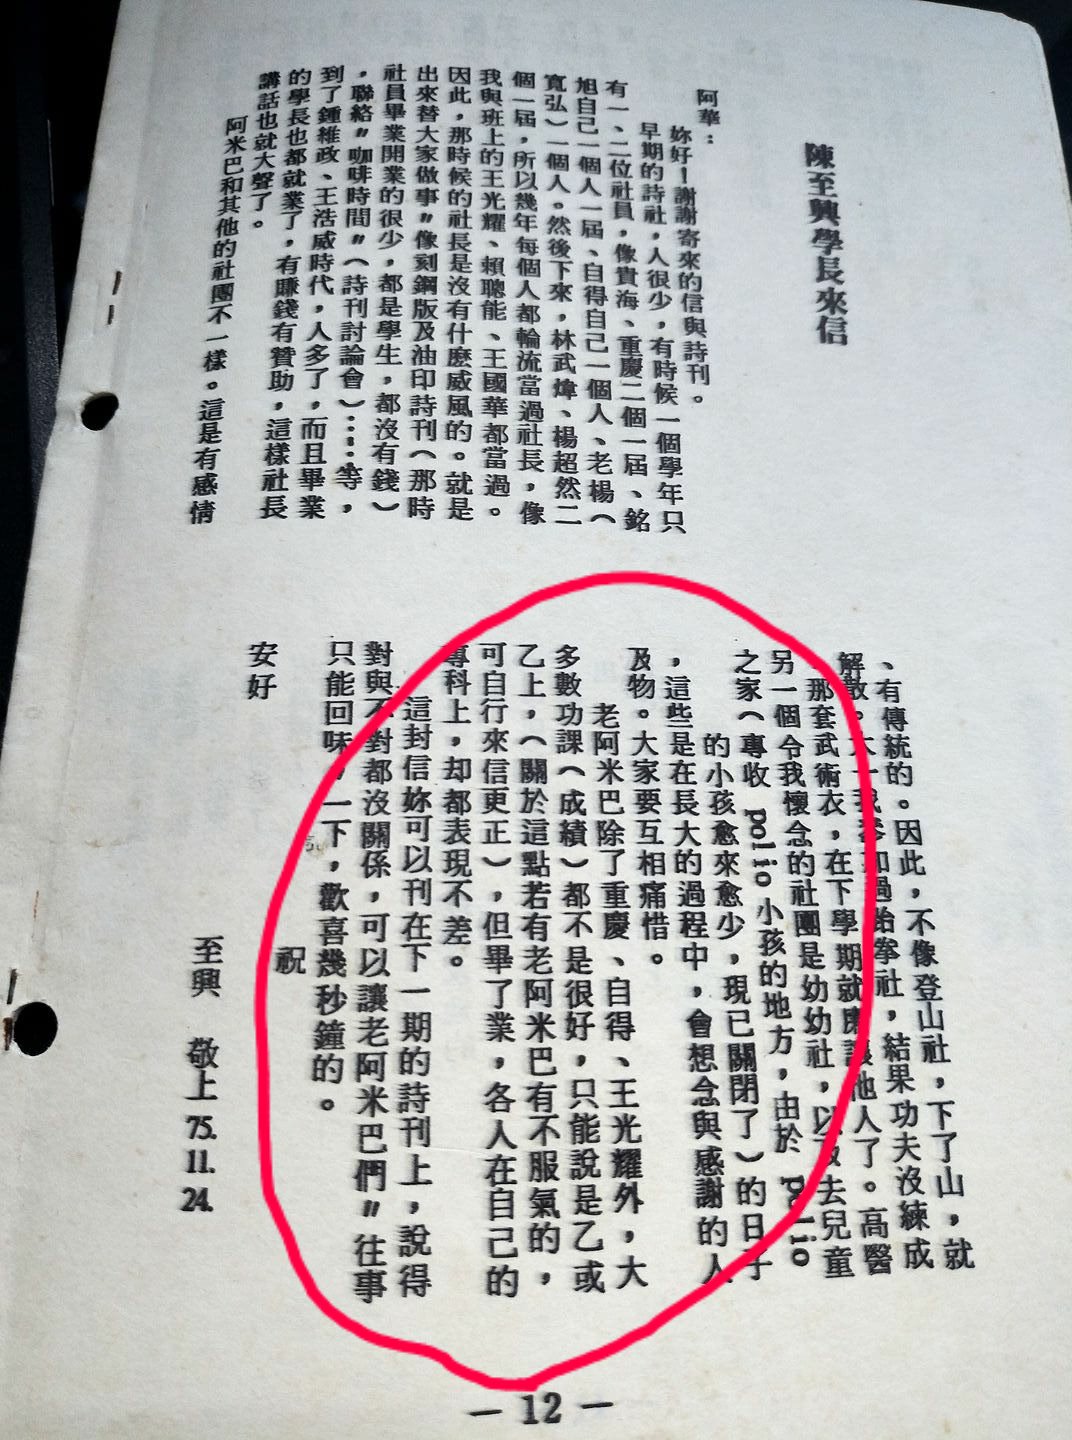 陳至興學長來信
阿華：
妳好！謝謝寄來的信與詩刊。
早期的詩社，人很少，有時候一個學年只
有一、二位社員，像貴海、重慶二個一屆、銘
旭自己一個人一屆、自得自己一個人、老楊（
寬弘）一個人。然後下來，林武煒、楊超然二
個一屆，所以幾年每個人都輪流當過社長，像
我與班上的王光耀、賴聰能、王國華都當過。
因此，那時候的社長是沒有什麼威風的。就是
出來替大家做事〃像刻鋼版及油印詩刊（那時
社員畢業開業的很少，都是學生，都沒有錢）
，聯絡〃咖啡時間〃（詩刊討論會）……等，
到了鍾維政、王浩威時代，人多了，而且畢業
的學長也都就業了，有賺錢有贊助，這樣社長
講話也就大聲了。
阿米巴和其他的社團不一樣。這是有感情
、有傳統的。因此，不像登山社，下了山，就
解散。大一我參加過跆拳社，結果功夫沒練成
，那套武術衣，在下學期就廉讓他人了。高醫
另一個令我懷念的社團是幼幼社，以及去兒童
之家（專收 polio小孩的地方，由於 polio
的小孩愈來愈少，現已關閉了）的日子
，這些是在長大的過程中，會想念與感謝的人
及物。大家要互相痛惜。
老阿米巴除了重慶、自得、王光耀外，大
多數功課（成績）都不是很好，只能說是乙或
乙上，（關於這點若有老阿米巴有不服氣的，
可自行來信更正），但畢了業，各人在自己的
專科上，却都表現不差。
這封信妳可以刊在下一期的詩刊上，說得
對與不對都沒關係，可以讓老阿米巴們〃往事
只能回味〃一下，歡喜幾秒鐘的。
祝
安好
至興 敬上 75. 11. 24.
— 12 —